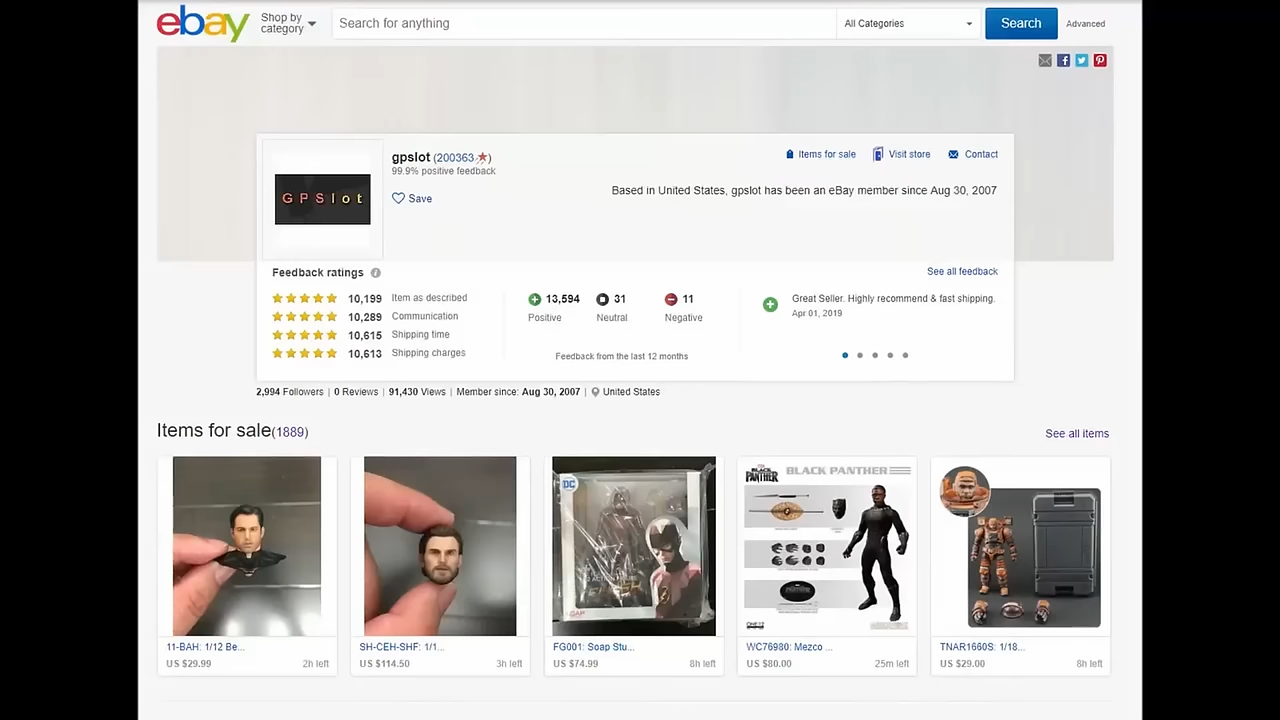 ebay
Shop by
category
Search for anything
All Categories
Search
Advanced
GPSlot
gpslot (200363)
99.9% positive feedback
Save
Items for sale
Visit store
Contact
Based in United States, gpslot has been an eBay member since Aug 30, 2007
Feedback ratings
See all feedback
10,199 Item as described
10,289 Communication
10,615 Shipping time
10,613 Shipping charges
13,594
Positive
31
Neutral
11
Negative
Feedback from the last 12 months
Great Seller. Highly recommend & fast shipping.
Apr 01, 2019
2,994 Followers | 0 Reviews | 91,430 Views | Member since: Aug 30, 2007 | United States
Items for sale(1889)
See all items
DC
BLACK PANTHER
BLACK PANTHER
11-BAH: 1/12 Be...
US $29.99
2h left
SH-CEH-SHF: 1/1...
US $114.50
3h left
FG001: Soap Stu...
US $74.99
8h left
WC76980: Mezco ...
US $80.00
25m left
TNAR1660S: 1/18...
US $29.00
8h left